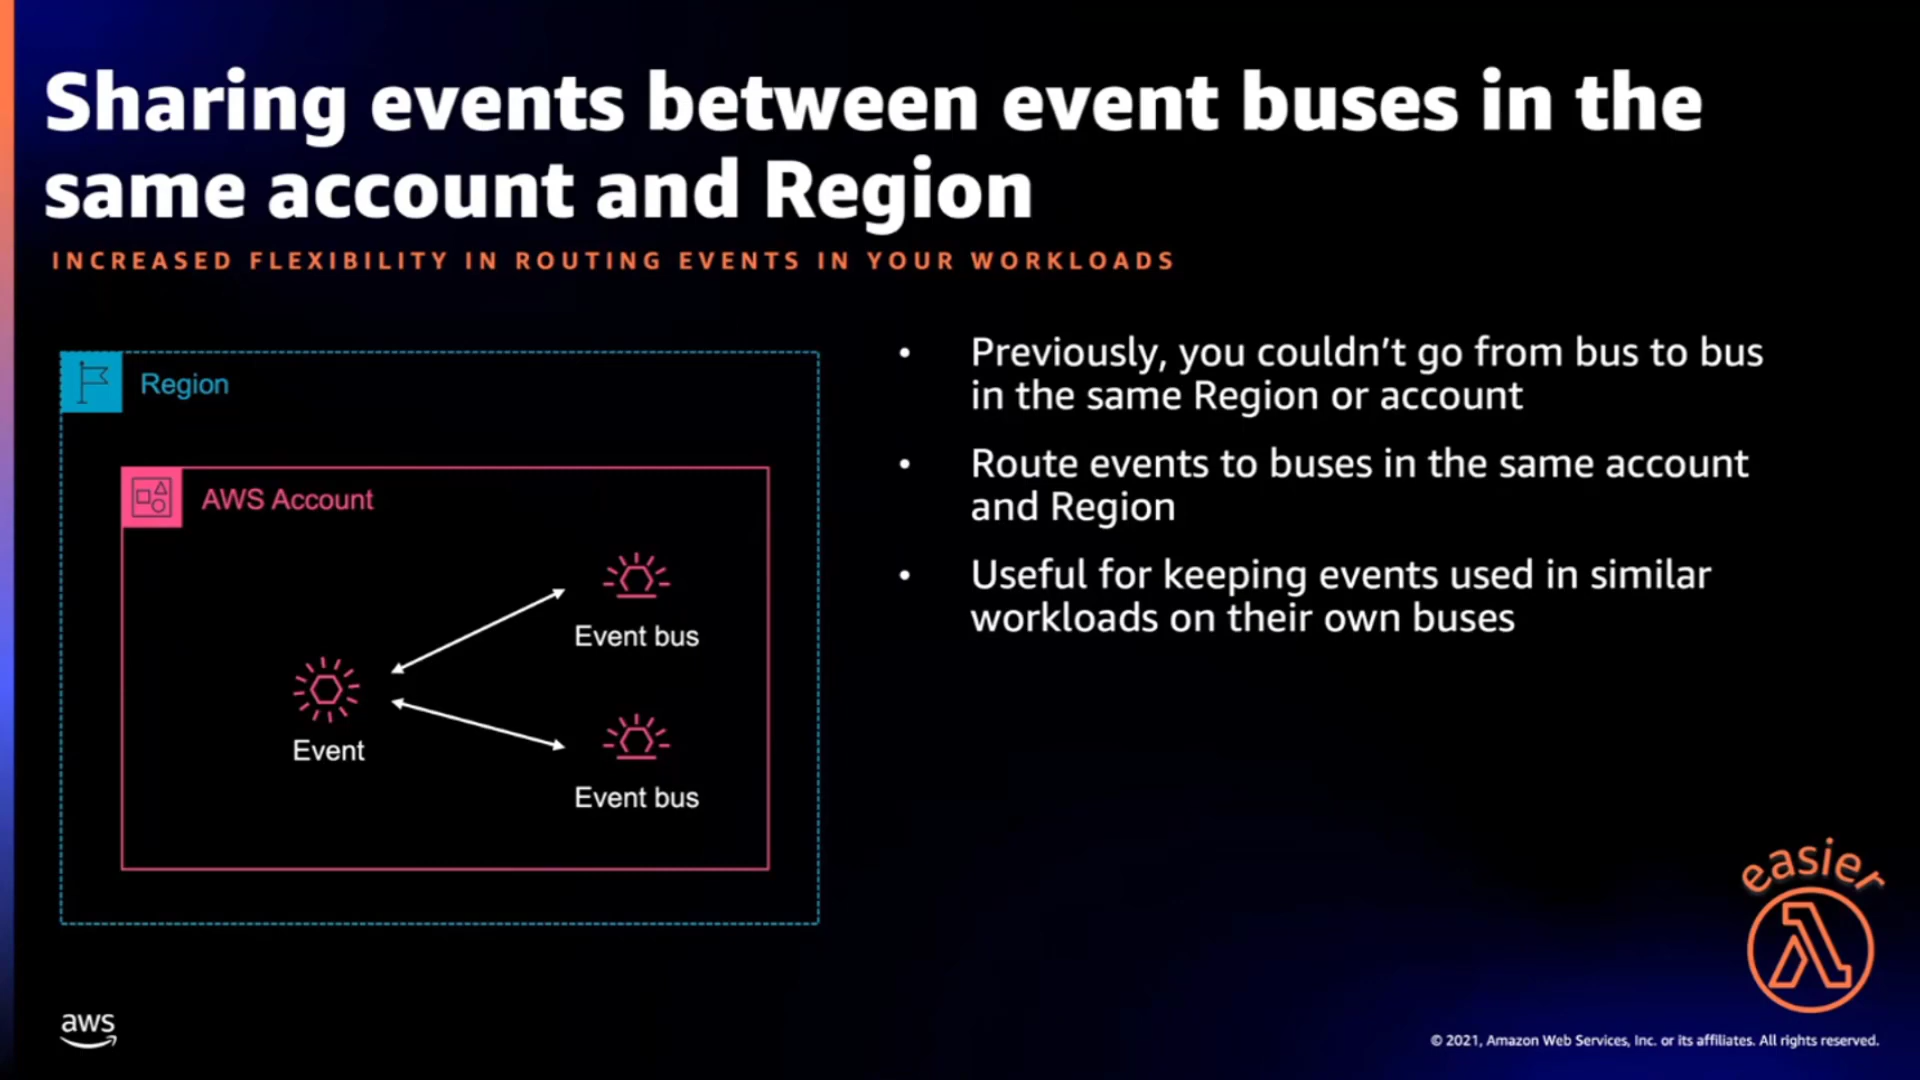 Sharing events between event buses in the
same account and Region
INCREASED FLEXIBILITY IN ROUTING EVENTS IN YOUR WORKLOADS
Region
AWS Account
Event bus
Event
Event bus
• Previously, you couldn’t go from bus to bus
in the same Region or account
• Route events to buses in the same account
and Region
• Useful for keeping events used in similar
workloads on their own buses
easier
aws
© 2021, Amazon Web Services, Inc. or its affiliates. All rights reserved.